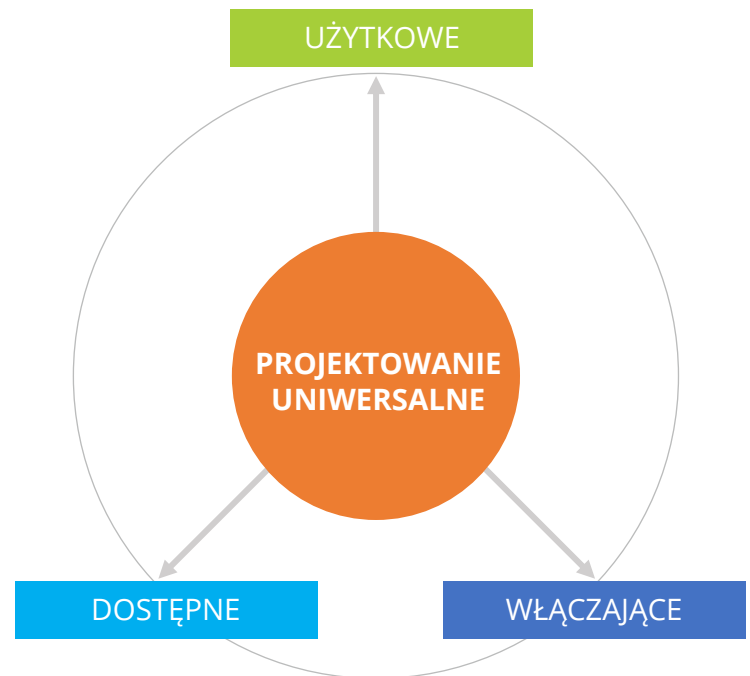 UŻYTKOWE
PROJEKTOWANIE
UNIWERSALNE
DOSTĘPNE
WŁĄCZAJĄCE